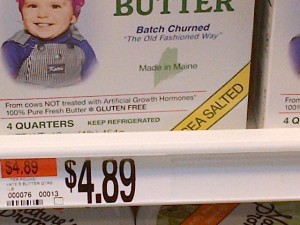 BUTTER
Batch Churned
"The Old Fashioned Way"
Kate's
Made in Maine
From cows NOT treated with Artificial Growth Hormones*
100% Pure Fresh Butter * GLUTEN FREE
4 QUARTERS KEEP REFRIGERATED
SEA SALTED
$4.89
$4.89
000076 00013